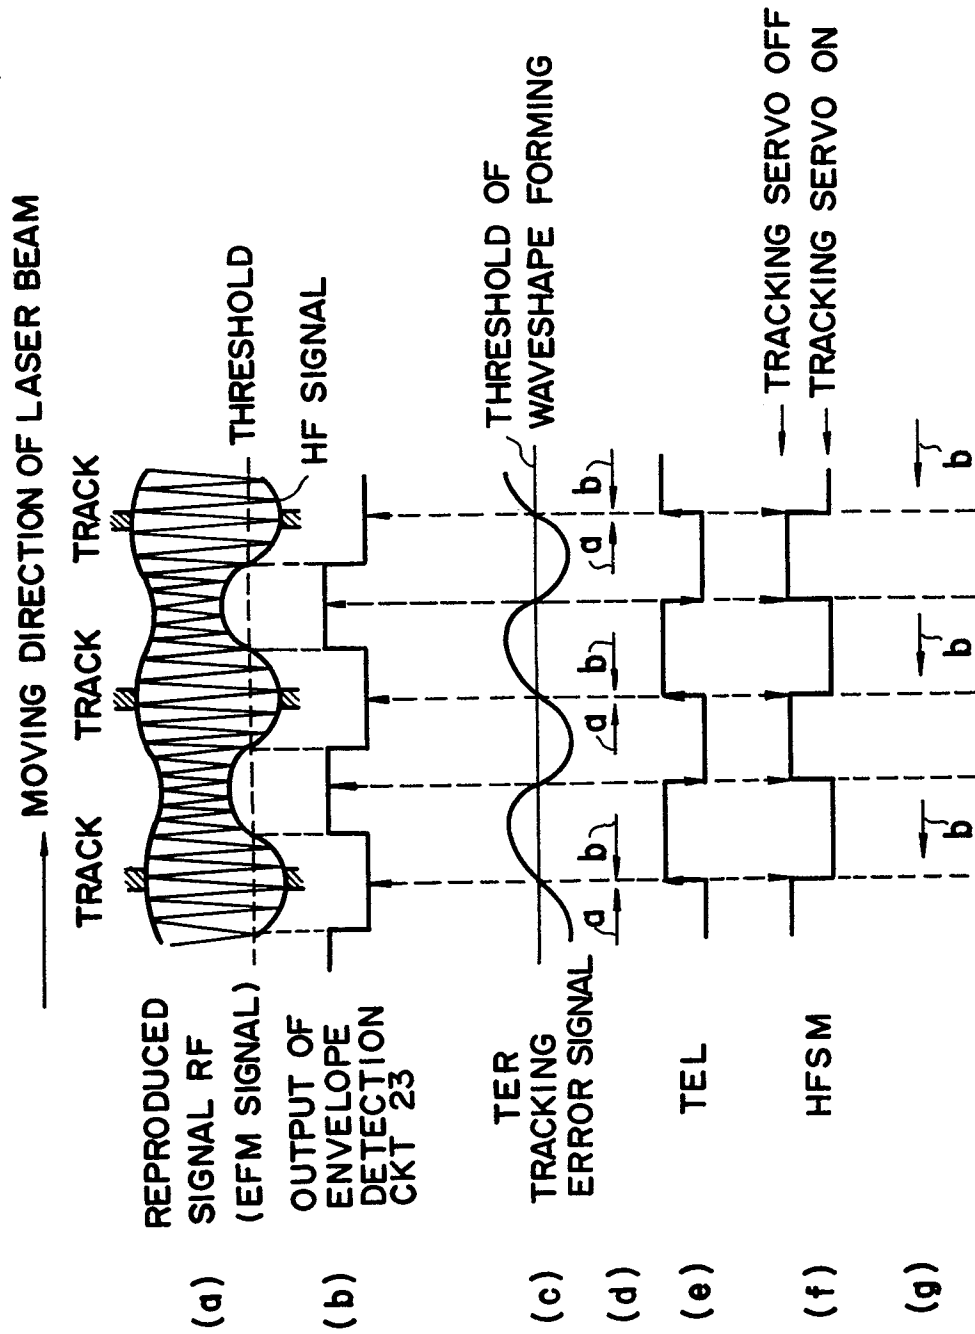 MOVING DIRECTION OF LASER BEAM
TRACK TRACK TRACK
(a) REPRODUCED
SIGNAL RF
(EFM SIGNAL)
THRESHOLD
HF SIGNAL
(b) OUTPUT OF
ENVELOPE
DETECTION
CKT 23
(c) TER
TRACKING
ERROR SIGNAL
THRESHOLD OF
WAVESHAPE FORMING
(d) a b a b a b
(e) TEL
(f) HFSM
TRACKING SERVO OFF
TRACKING SERVO ON
(g) b b b